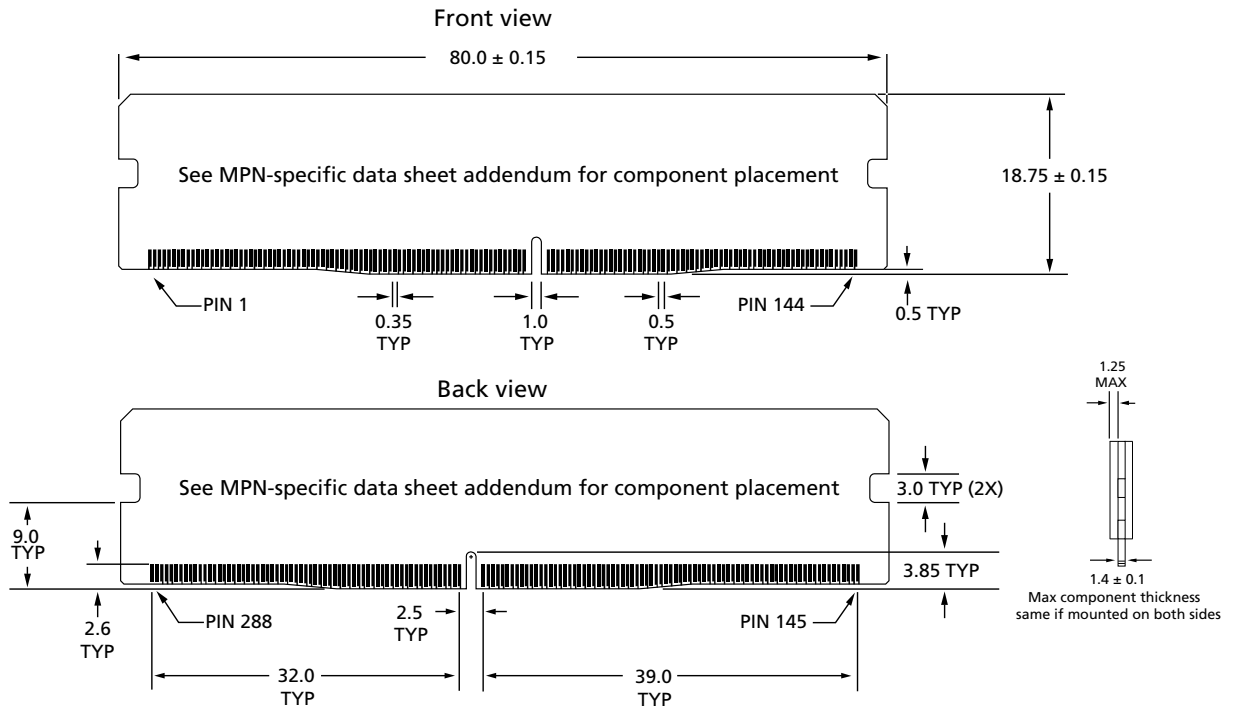 Front view
80.0 ± 0.15
See MPN-specific data sheet addendum for component placement
18.75 ± 0.15
PIN 1
PIN 144
0.35
TYP
1.0
TYP
0.5
TYP
0.5 TYP
Back view
1.25
MAX
See MPN-specific data sheet addendum for component placement
3.0 TYP (2X)
9.0
TYP
3.85 TYP
1.4 ± 0.1
Max component thickness
same if mounted on both sides
2.6
TYP
PIN 288
2.5
TYP
PIN 145
32.0
TYP
39.0
TYP